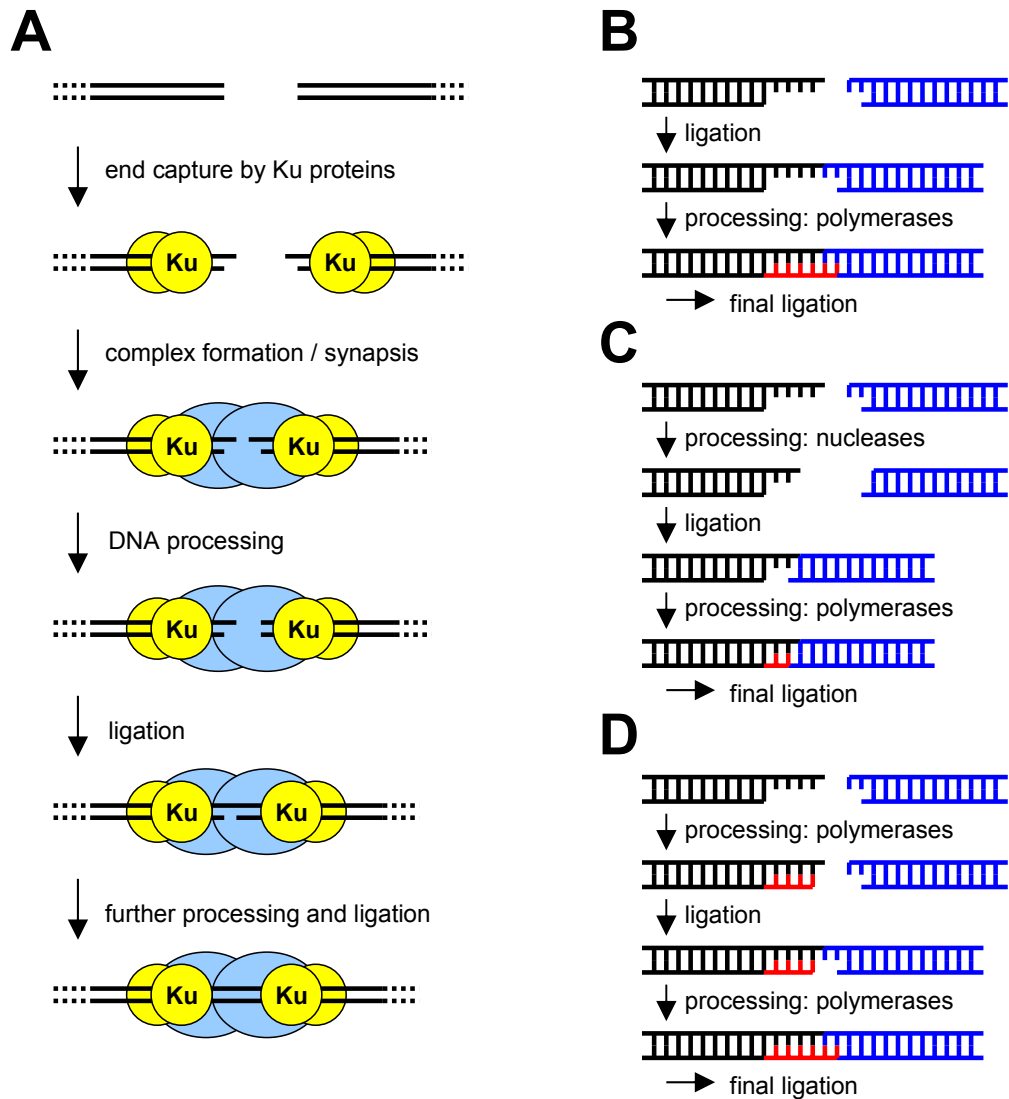 A
end capture by Ku proteins
Ku
Ku
complex formation / synapsis
Ku
Ku
DNA processing
Ku
Ku
ligation
Ku
Ku
further processing and ligation
Ku
Ku
B
ligation
processing: polymerases
final ligation
C
processing: nucleases
ligation
processing: polymerases
final ligation
D
processing: polymerases
ligation
processing: polymerases
final ligation